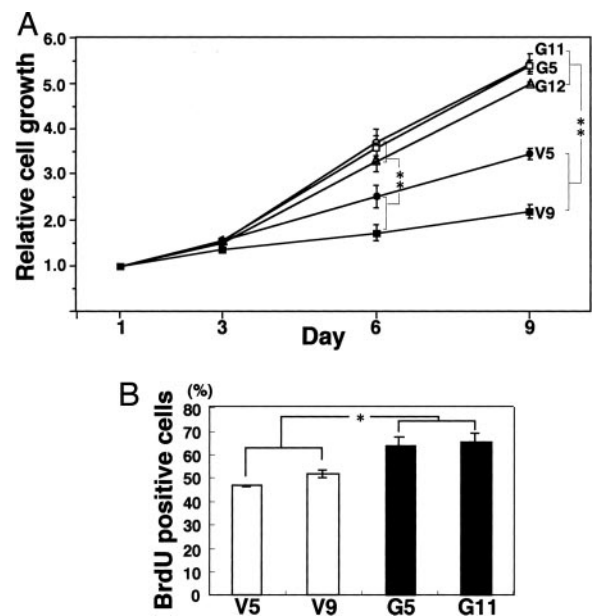 A
Relative cell growth
6.0
5.0
4.0
3.0
2.0
1.0
G11
G5
G12
V5
V9
**
**
1 3 6 9
Day
B
(%)
BrdU positive cells
80
70
60
50
40
30
20
10
0
*
V5 V9 G5 G11